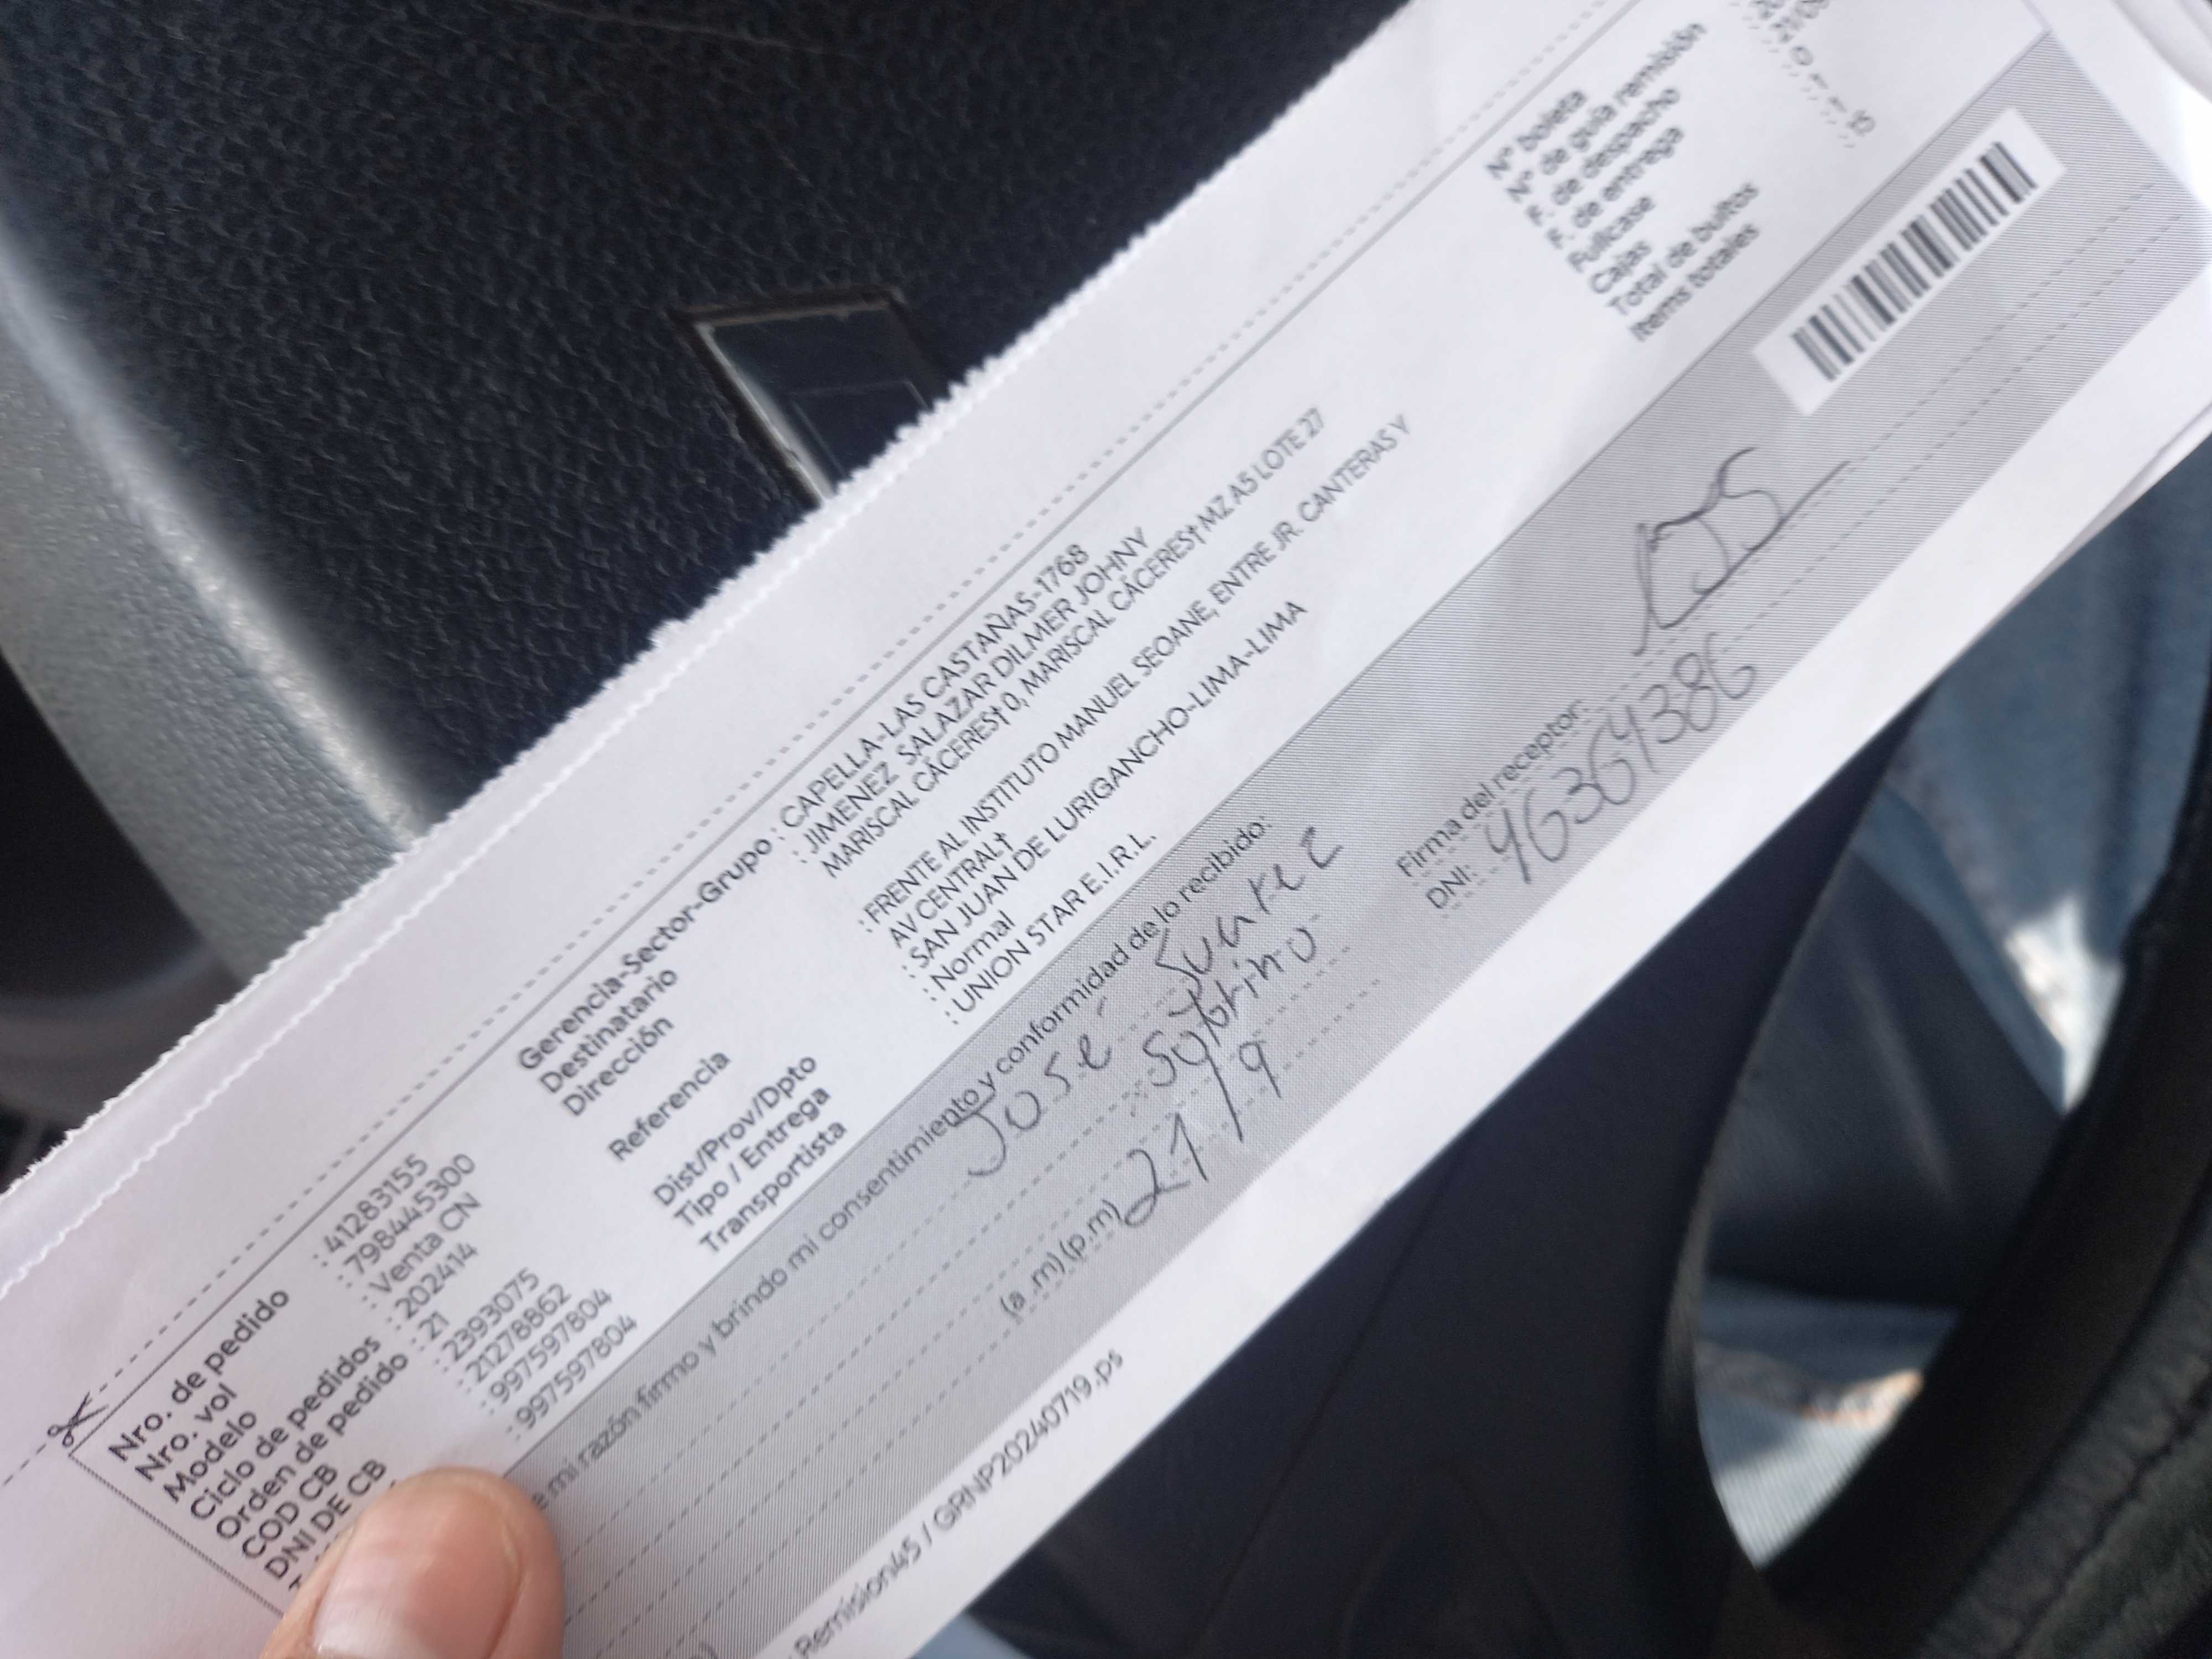 Nro. de pedido : 41283155
Nro. vol : 798445300
Modelo : Venta CN
Ciclo de pedidos : 202414
Orden de pedido : 21
COD CB : 2393075
DNI DE CB : 21278862
: 997597804
: 997597804
Gerencia-Sector-Grupo : CAPELLA-LAS CASTAÑAS-1768
Destinatario : JIMENEZ SALAZAR DILMER JOHNY
Dirección MARISCAL CÁCERES† 0, MARISCAL CÁCERES† MZ A5 LOTE 27
Referencia : FRENTE AL INSTITUTO MANUEL SEOANE, ENTRE JR. CANTERAS Y
AV CENTRAL†
Dist/Prov/Dpto : SAN JUAN DE LURIGANCHO-LIMA-LIMA
Tipo / Entrega : Normal
Transportista : UNION STAR E.I.R.L.
N° boleta
N°. de guía remisión
N°. de despacho
N°. de entrega
Fullcase
Cajas
Total de bultos
Items totales
mi razón firmo y brindo mi consentimiento y conformidad de lo recibido:
José Suarez
Sobrino
(a.m) (p.m) 21/9
Firma del receptor:
DNI: 46364386
Remision45 / GRNP20240719.ps